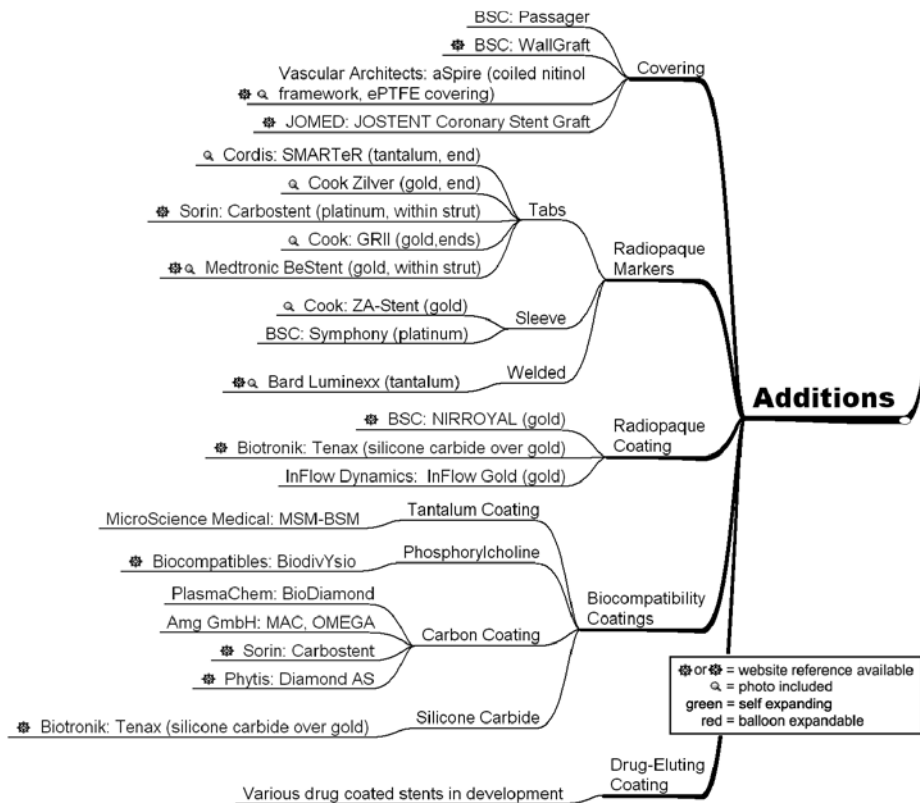 BSC: Passager
BSC: WallGraft
Vascular Architects: aSpire (coiled nitinol
framework, ePTFE covering)
JOMED: JOSTENT Coronary Stent Graft
Covering
Cordis: SMARTeR (tantalum, end)
Cook Zilver (gold, end)
Sorin: Carbostent (platinum, within strut)
Cook: GRII (gold,ends)
Medtronic BeStent (gold, within strut)
Tabs
Cook: ZA-Stent (gold)
BSC: Symphony (platinum)
Sleeve
Bard Luminexx (tantalum)
Welded
Radiopaque
Markers
BSC: NIRROYAL (gold)
Biotronik: Tenax (silicone carbide over gold)
InFlow Dynamics: InFlow Gold (gold)
Radiopaque
Coating
Additions
MicroScience Medical: MSM-BSM
Tantalum Coating
Biocompatibles: BiodivYsio
Phosphorylcholine
PlasmaChem: BioDiamond
Amg GmbH: MAC, OMEGA
Sorin: Carbostent
Phytis: Diamond AS
Carbon Coating
Biotronik: Tenax (silicone carbide over gold)
Silicone Carbide
Biocompatibility
Coatings
Various drug coated stents in development
Drug-Eluting
Coating
or = website reference available
= photo included
green = self expanding
red = balloon expandable